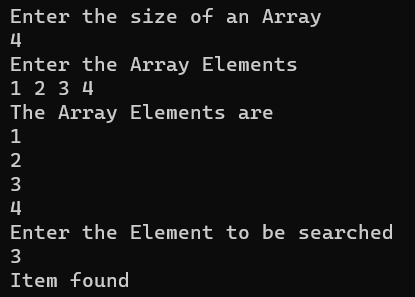 Enter the size of an Array
4
Enter the Array Elements
1 2 3 4
The Array Elements are
1
2
3
4
Enter the Element to be searched
3
Item found